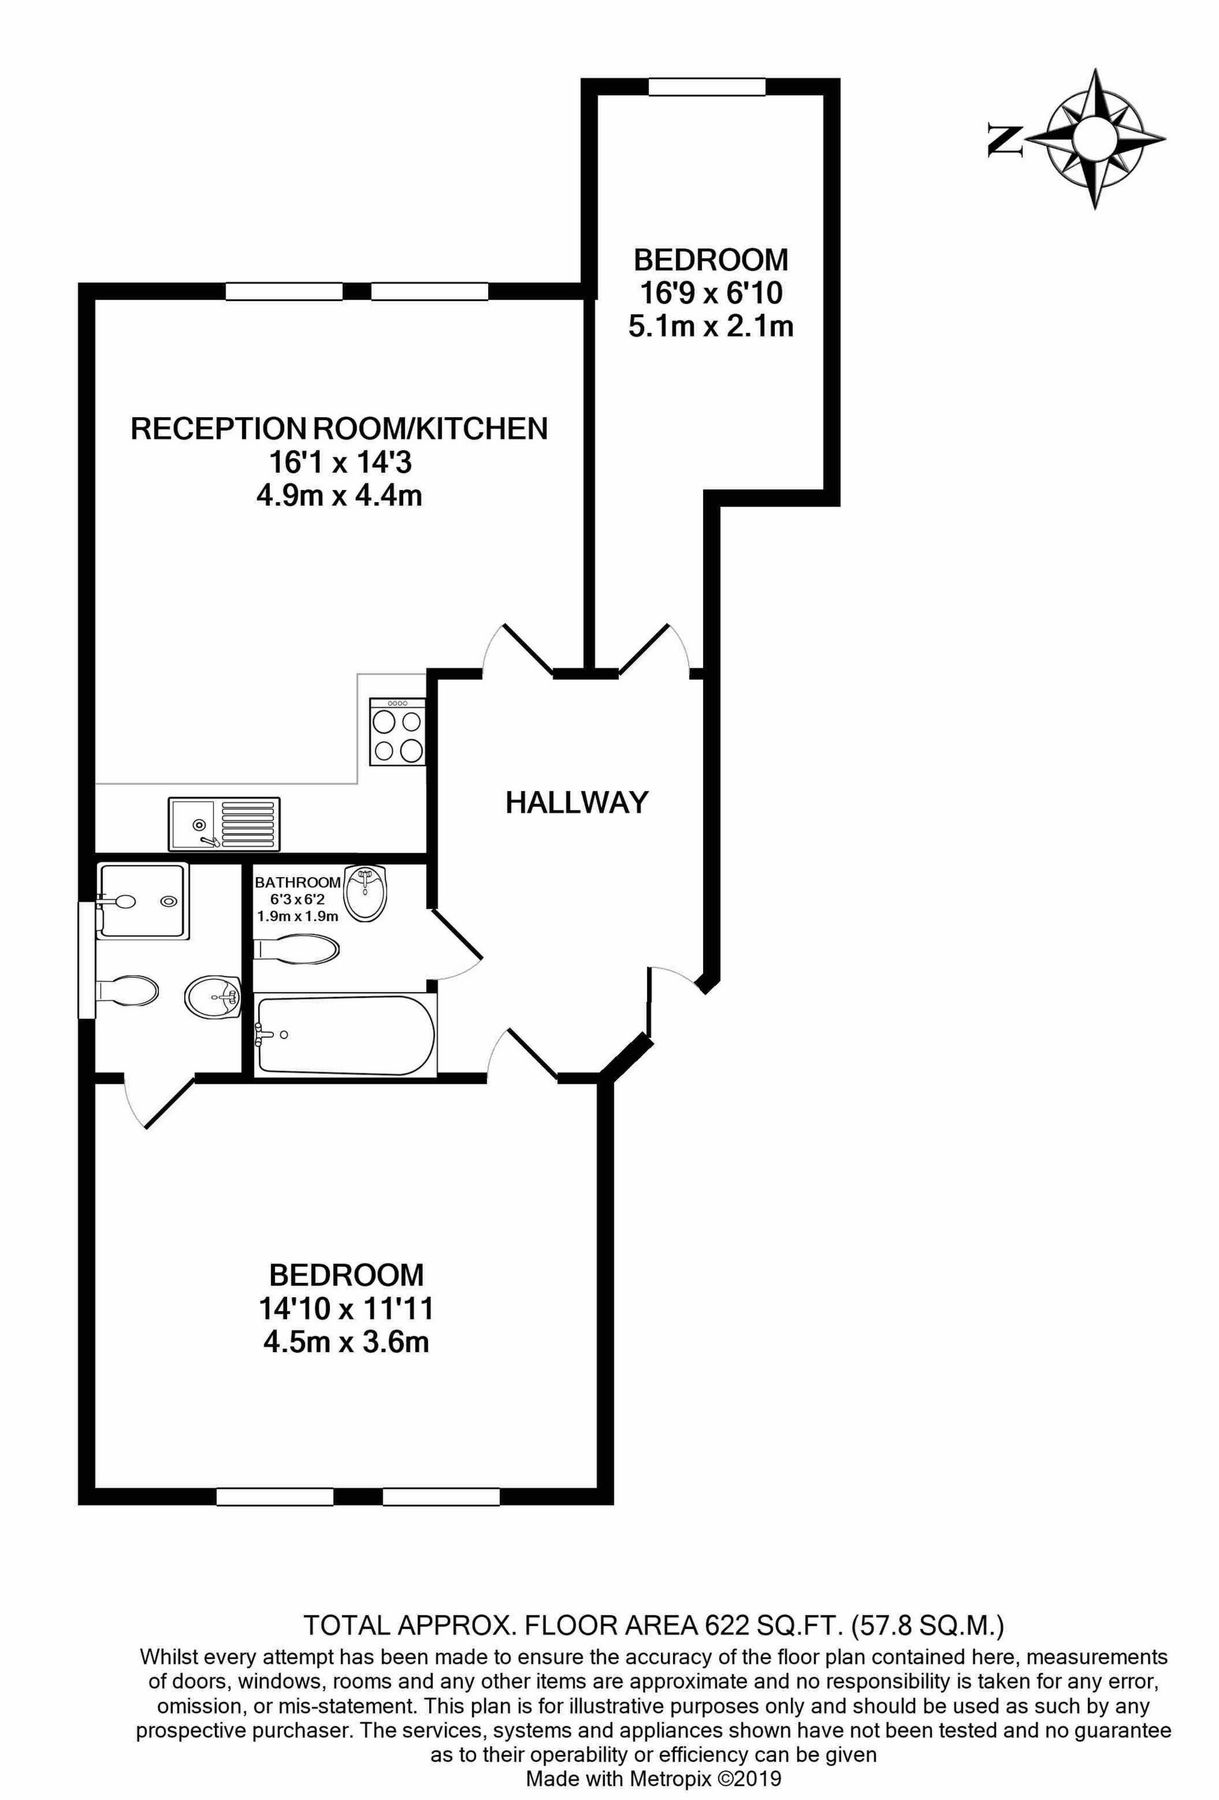 N
BEDROOM
16'9 x 6'10
5.1m x 2.1m
RECEPTION ROOM/KITCHEN
16'1 x 14'3
4.9m x 4.4m
HALLWAY
BATHROOM
6'3 x 6'2
1.9m x 1.9m
BEDROOM
14'10 x 11'11
4.5m x 3.6m
TOTAL APPROX. FLOOR AREA 622 SQ.FT. (57.8 SQ.M.)
Whilst every attempt has been made to ensure the accuracy of the floor plan contained here, measurements
of doors, windows, rooms and any other items are approximate and no responsibility is taken for any error,
omission, or mis-statement. This plan is for illustrative purposes only and should be used as such by any
prospective purchaser. The services, systems and appliances shown have not been tested and no guarantee
as to their operability or efficiency can be given
Made with Metropix ©2019